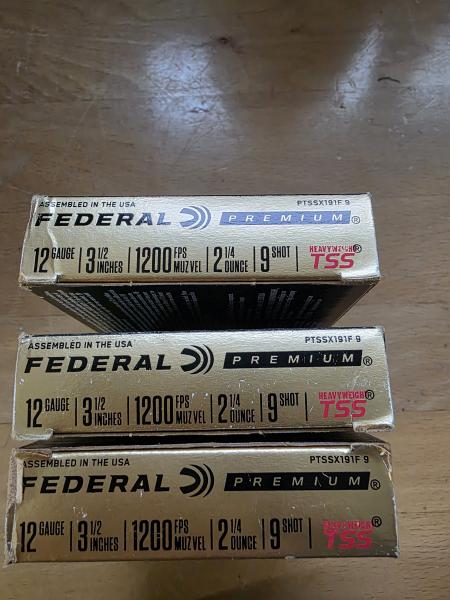 ASSEMBLED IN THE USA PTSSX191F 9
FEDERAL PREMIUM®
12 GAUGE 3 1/2 INCHES 1200 FPS MUZ VEL 2 1/4 OUNCE 9 SHOT HEAVYWEIGHT® TSS
ASSEMBLED IN THE USA PTSSX191F 9
FEDERAL PREMIUM®
12 GAUGE 3 1/2 INCHES 1200 FPS MUZ VEL 2 1/4 OUNCE 9 SHOT HEAVYWEIGHT® TSS
ASSEMBLED IN THE USA PTSSX191F 9
FEDERAL PREMIUM®
12 GAUGE 3 1/2 INCHES 1200 FPS MUZ VEL 2 1/4 OUNCE 9 SHOT HEAVYWEIGHT® TSS